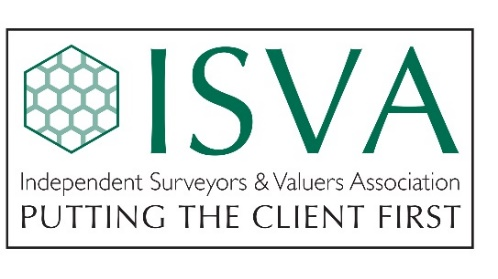 ISVA
Independent Surveyors & Valuers Association
PUTTING THE CLIENT FIRST